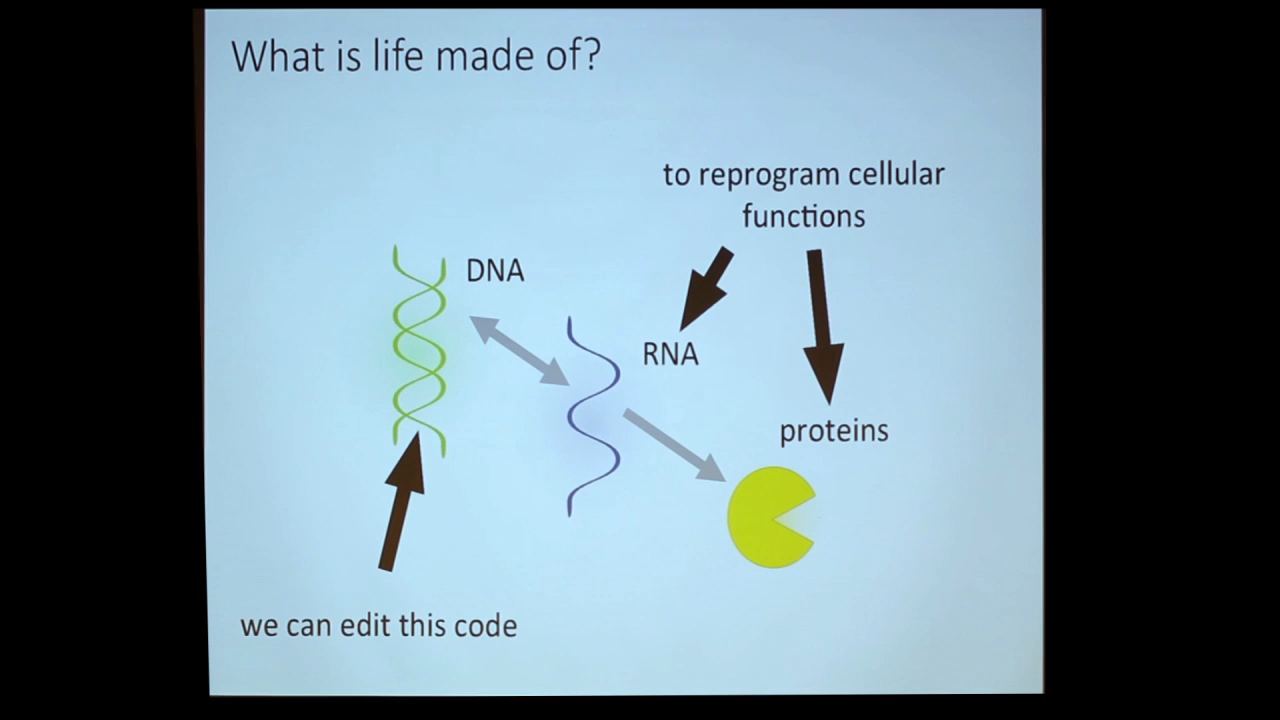 What is life made of?
to reprogram cellular
functions
DNA
RNA
proteins
we can edit this code